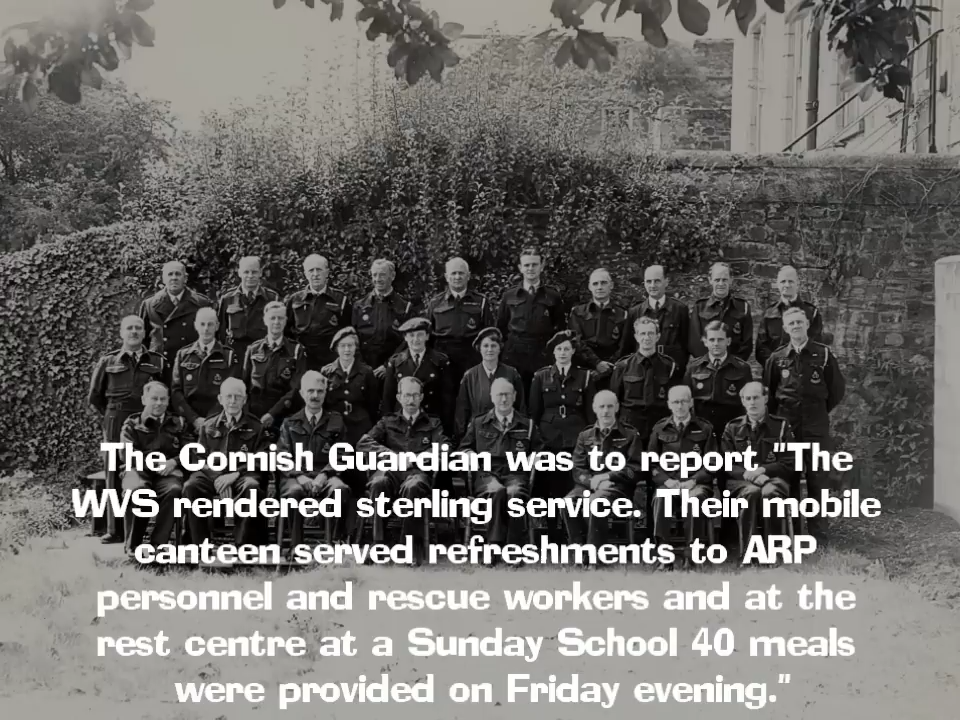 The Cornish Guardian was to report "The
WVS rendered sterling service. Their mobile
canteen served refreshments to ARP
personnel and rescue workers and at the
rest centre at a Sunday School 40 meals
were provided on Friday evening."